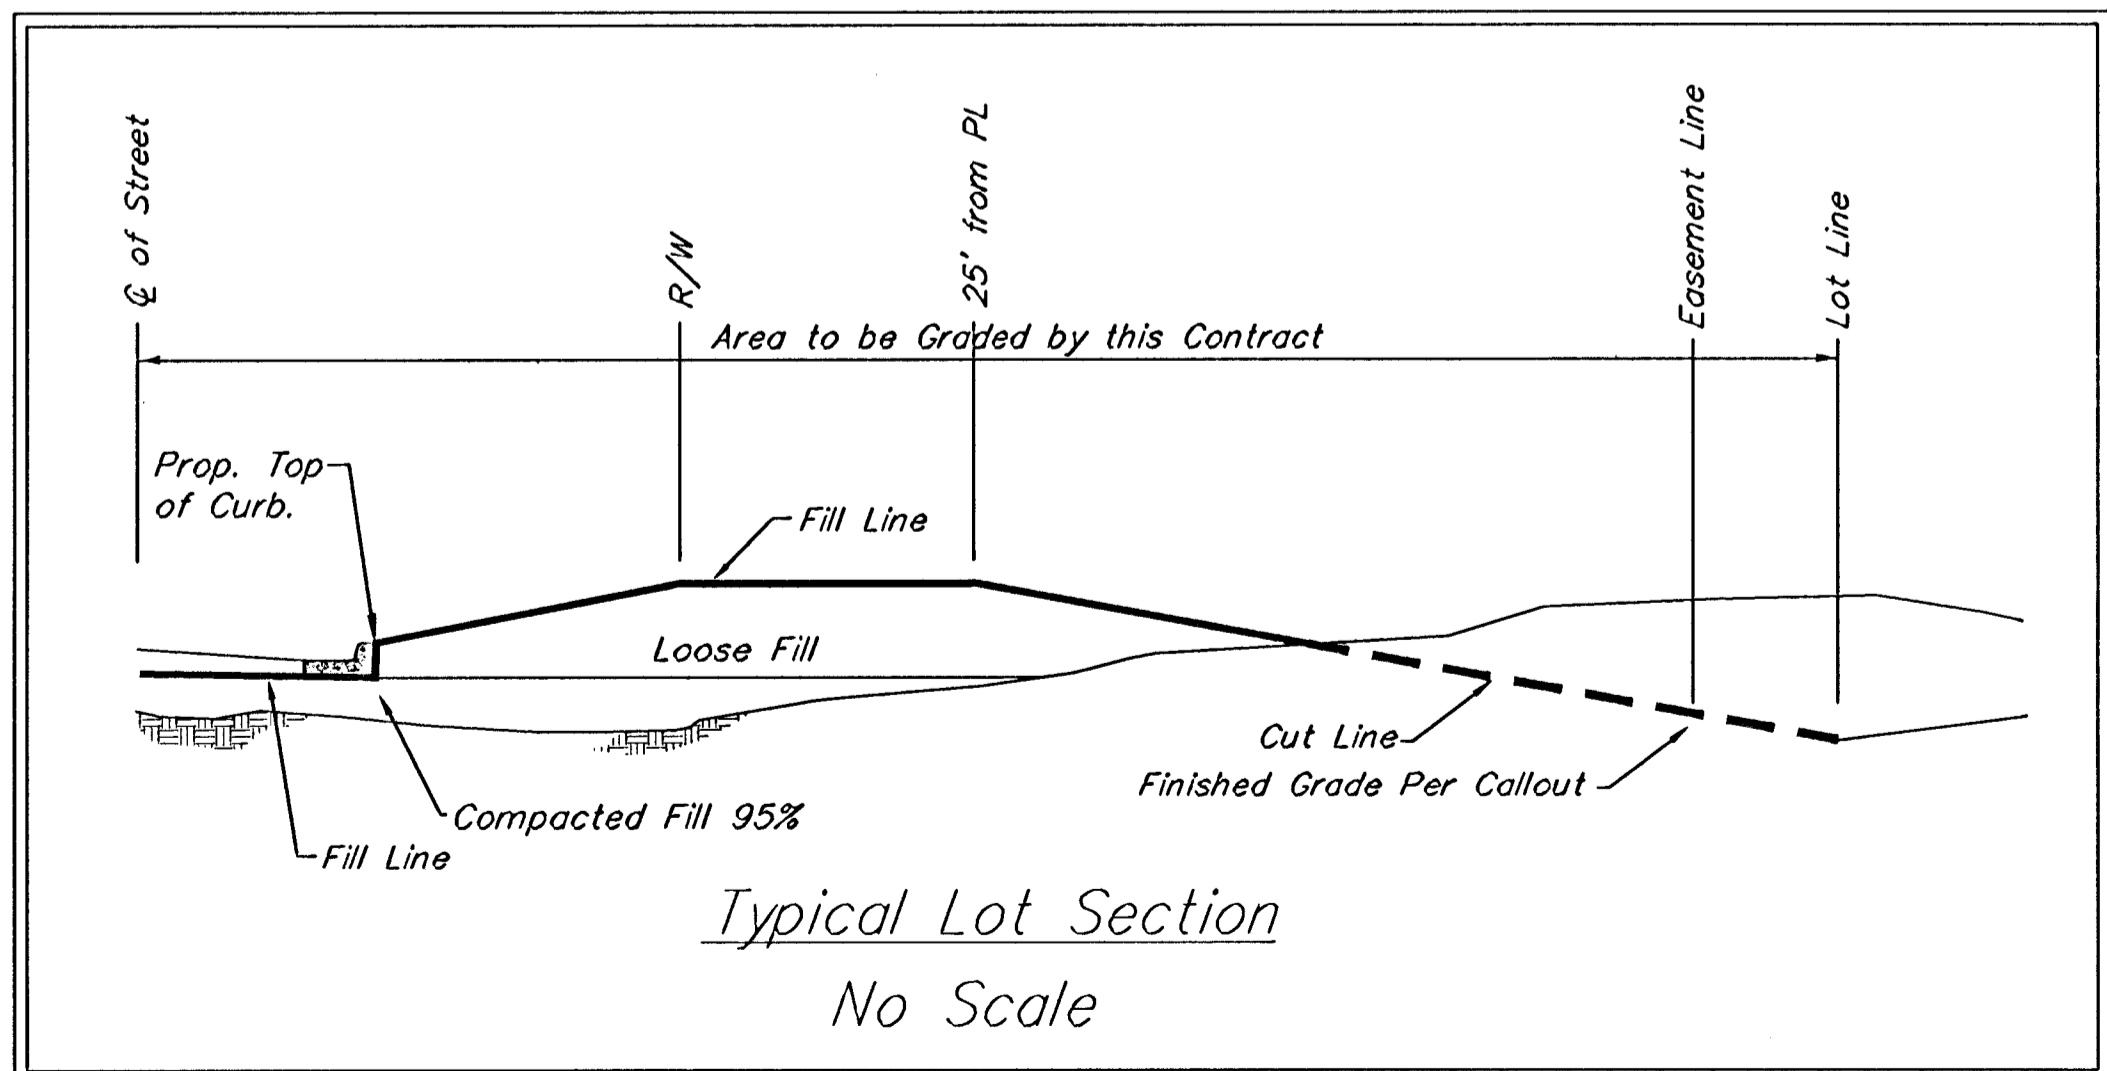 ℄ of Street
R/W
25' from PL
Easement Line
Lot Line
Area to be Graded by this Contract
Prop. Top
of Curb.
Fill Line
Loose Fill
Cut Line
Finished Grade Per Callout
Compacted Fill 95%
Fill Line
Typical Lot Section
No Scale